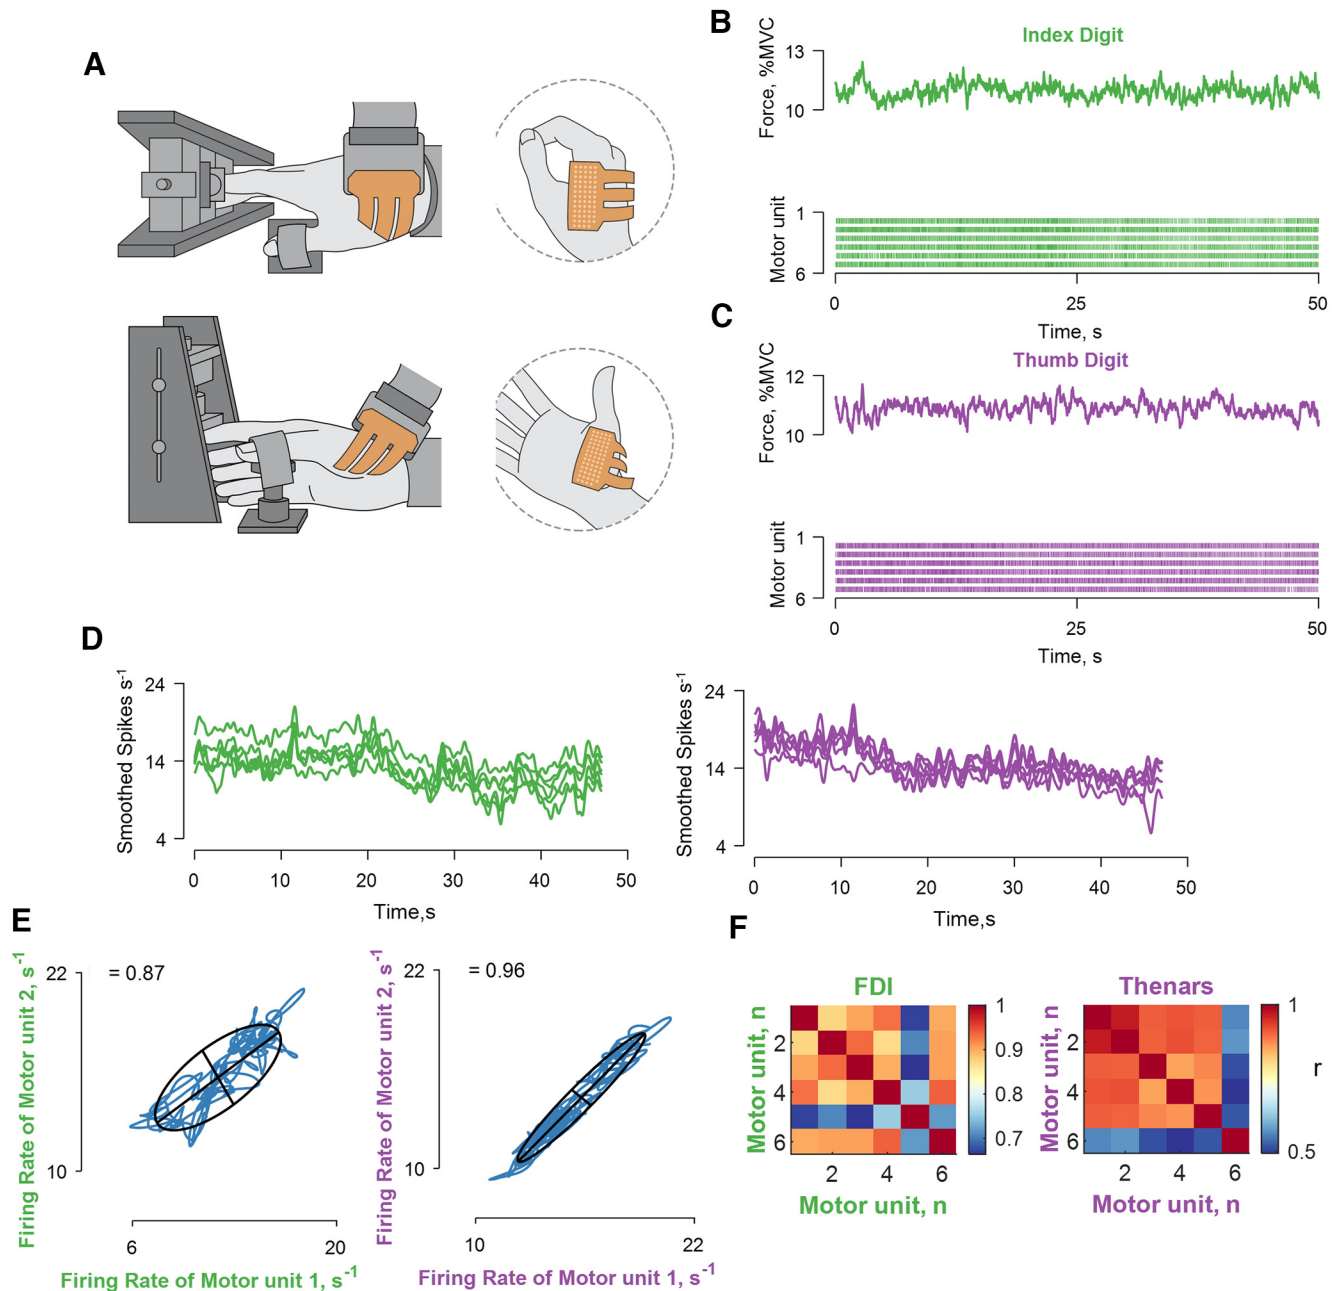 A
B
Index Digit
Force, %MVC
13
10
Motor unit
1
6
0
25
50
Time, s
C
Thumb Digit
Force, %MVC
12
10
Motor unit
1
6
0
25
50
Time, s
D
Smoothed Spikes s-1
24
14
4
0
10
20
30
40
50
Time,s
Smoothed Spikes s-1
24
14
4
0
10
20
30
40
50
Time,s
E
Firing Rate of Motor unit 2, s-1
22
10
= 0.87
6
20
Firing Rate of Motor unit 1, s-1
Firing Rate of Motor unit 2, s-1
22
10
= 0.96
10
22
Firing Rate of Motor unit 1, s-1
F
FDI
Motor unit, n
2
4
6
2
4
6
Motor unit, n
1
0.9
0.8
0.7
Thenars
Motor unit, n
2
4
6
2
4
6
Motor unit, n
1
r
0.5